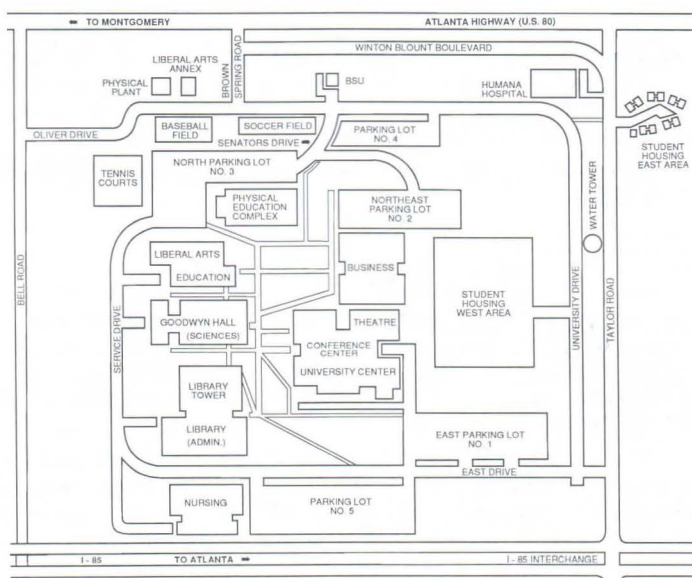 TO MONTGOMERY
ATLANTA HIGHWAY (U.S. 80)
WINTON BLOUNT BOULEVARD
BROWN
SPRING ROAD
LIBERAL ARTS
ANNEX
PHYSICAL
PLANT
BSU
HUMANA
HOSPITAL
OLIVER DRIVE
BASEBALL
FIELD
SOCCER FIELD
SENATORS DRIVE
PARKING LOT
NO. 4
STUDENT
HOUSING
EAST AREA
TENNIS
COURTS
NORTH PARKING LOT
NO. 3
PHYSICAL
EDUCATION
COMPLEX
NORTHEAST
PARKING LOT
NO. 2
WATER TOWER
LIBERAL ARTS
EDUCATION
BUSINESS
BELL ROAD
SERVICE DRIVE
STUDENT
HOUSING
WEST AREA
UNIVERSITY DRIVE
TAYLOR ROAD
GOODWYN HALL
(SCIENCES)
THEATRE
CONFERENCE
CENTER
UNIVERSITY CENTER
LIBRARY
TOWER
LIBRARY
(ADMIN.)
EAST PARKING LOT
NO. 1
EAST DRIVE
NURSING
PARKING LOT
NO. 5
I - 85
TO ATLANTA
I - 85 INTERCHANGE